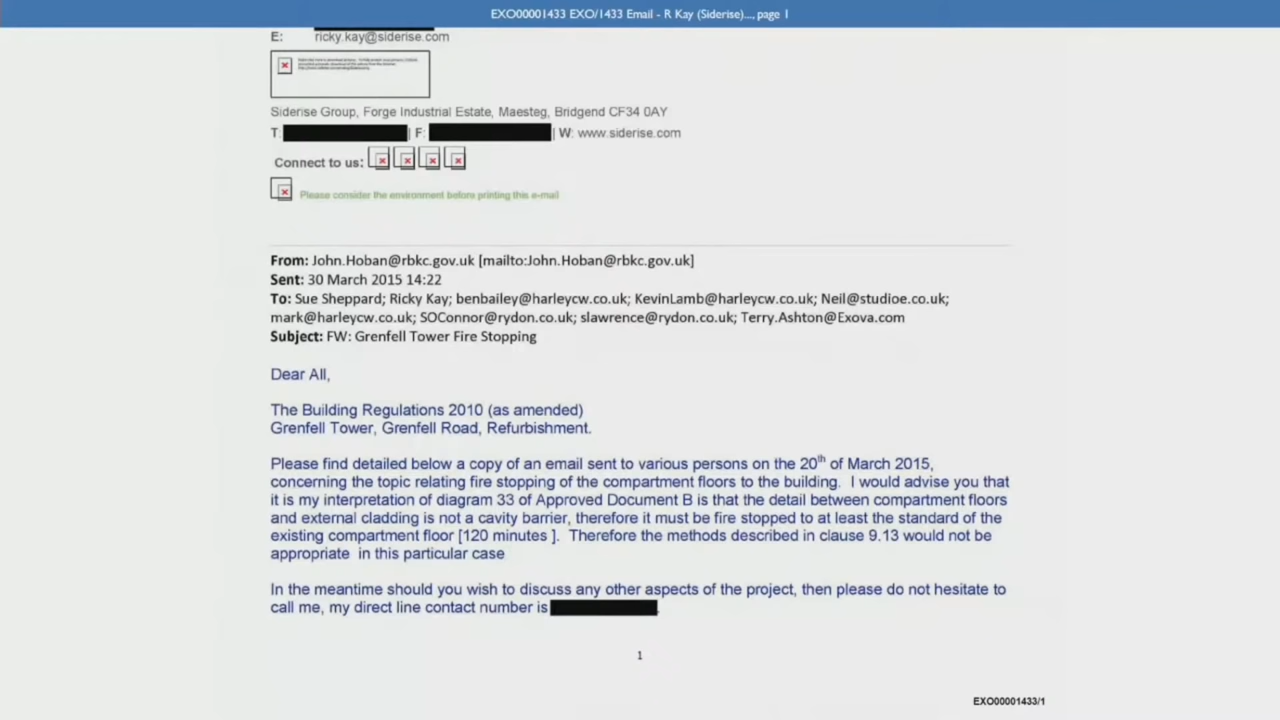 EXO00001433 EXO/1433 Email - R Kay (Siderise)..., page 1
E: ricky.kay@siderise.com
Siderise Group, Forge Industrial Estate, Maesteg, Bridgend CF34 0AY
T: | F: | W: www.siderise.com
Connect to us:
Please consider the environment before printing this e-mail
From: John.Hoban@rbkc.gov.uk [mailto:John.Hoban@rbkc.gov.uk]
Sent: 30 March 2015 14:22
To: Sue Sheppard; Ricky Kay; benbailey@harleycw.co.uk; KevinLamb@harleycw.co.uk; Neil@studioe.co.uk;
mark@harleycw.co.uk; SOConnor@rydon.co.uk; slawrence@rydon.co.uk; Terry.Ashton@Exova.com
Subject: FW: Grenfell Tower Fire Stopping
Dear All,
The Building Regulations 2010 (as amended)
Grenfell Tower, Grenfell Road, Refurbishment.
Please find detailed below a copy of an email sent to various persons on the 20th of March 2015,
concerning the topic relating fire stopping of the compartment floors to the building. I would advise you that
it is my interpretation of diagram 33 of Approved Document B is that the detail between compartment floors
and external cladding is not a cavity barrier, therefore it must be fire stopped to at least the standard of the
existing compartment floor [120 minutes ]. Therefore the methods described in clause 9.13 would not be
appropriate in this particular case
In the meantime should you wish to discuss any other aspects of the project, then please do not hesitate to
call me, my direct line contact number is
1
EXO00001433/1